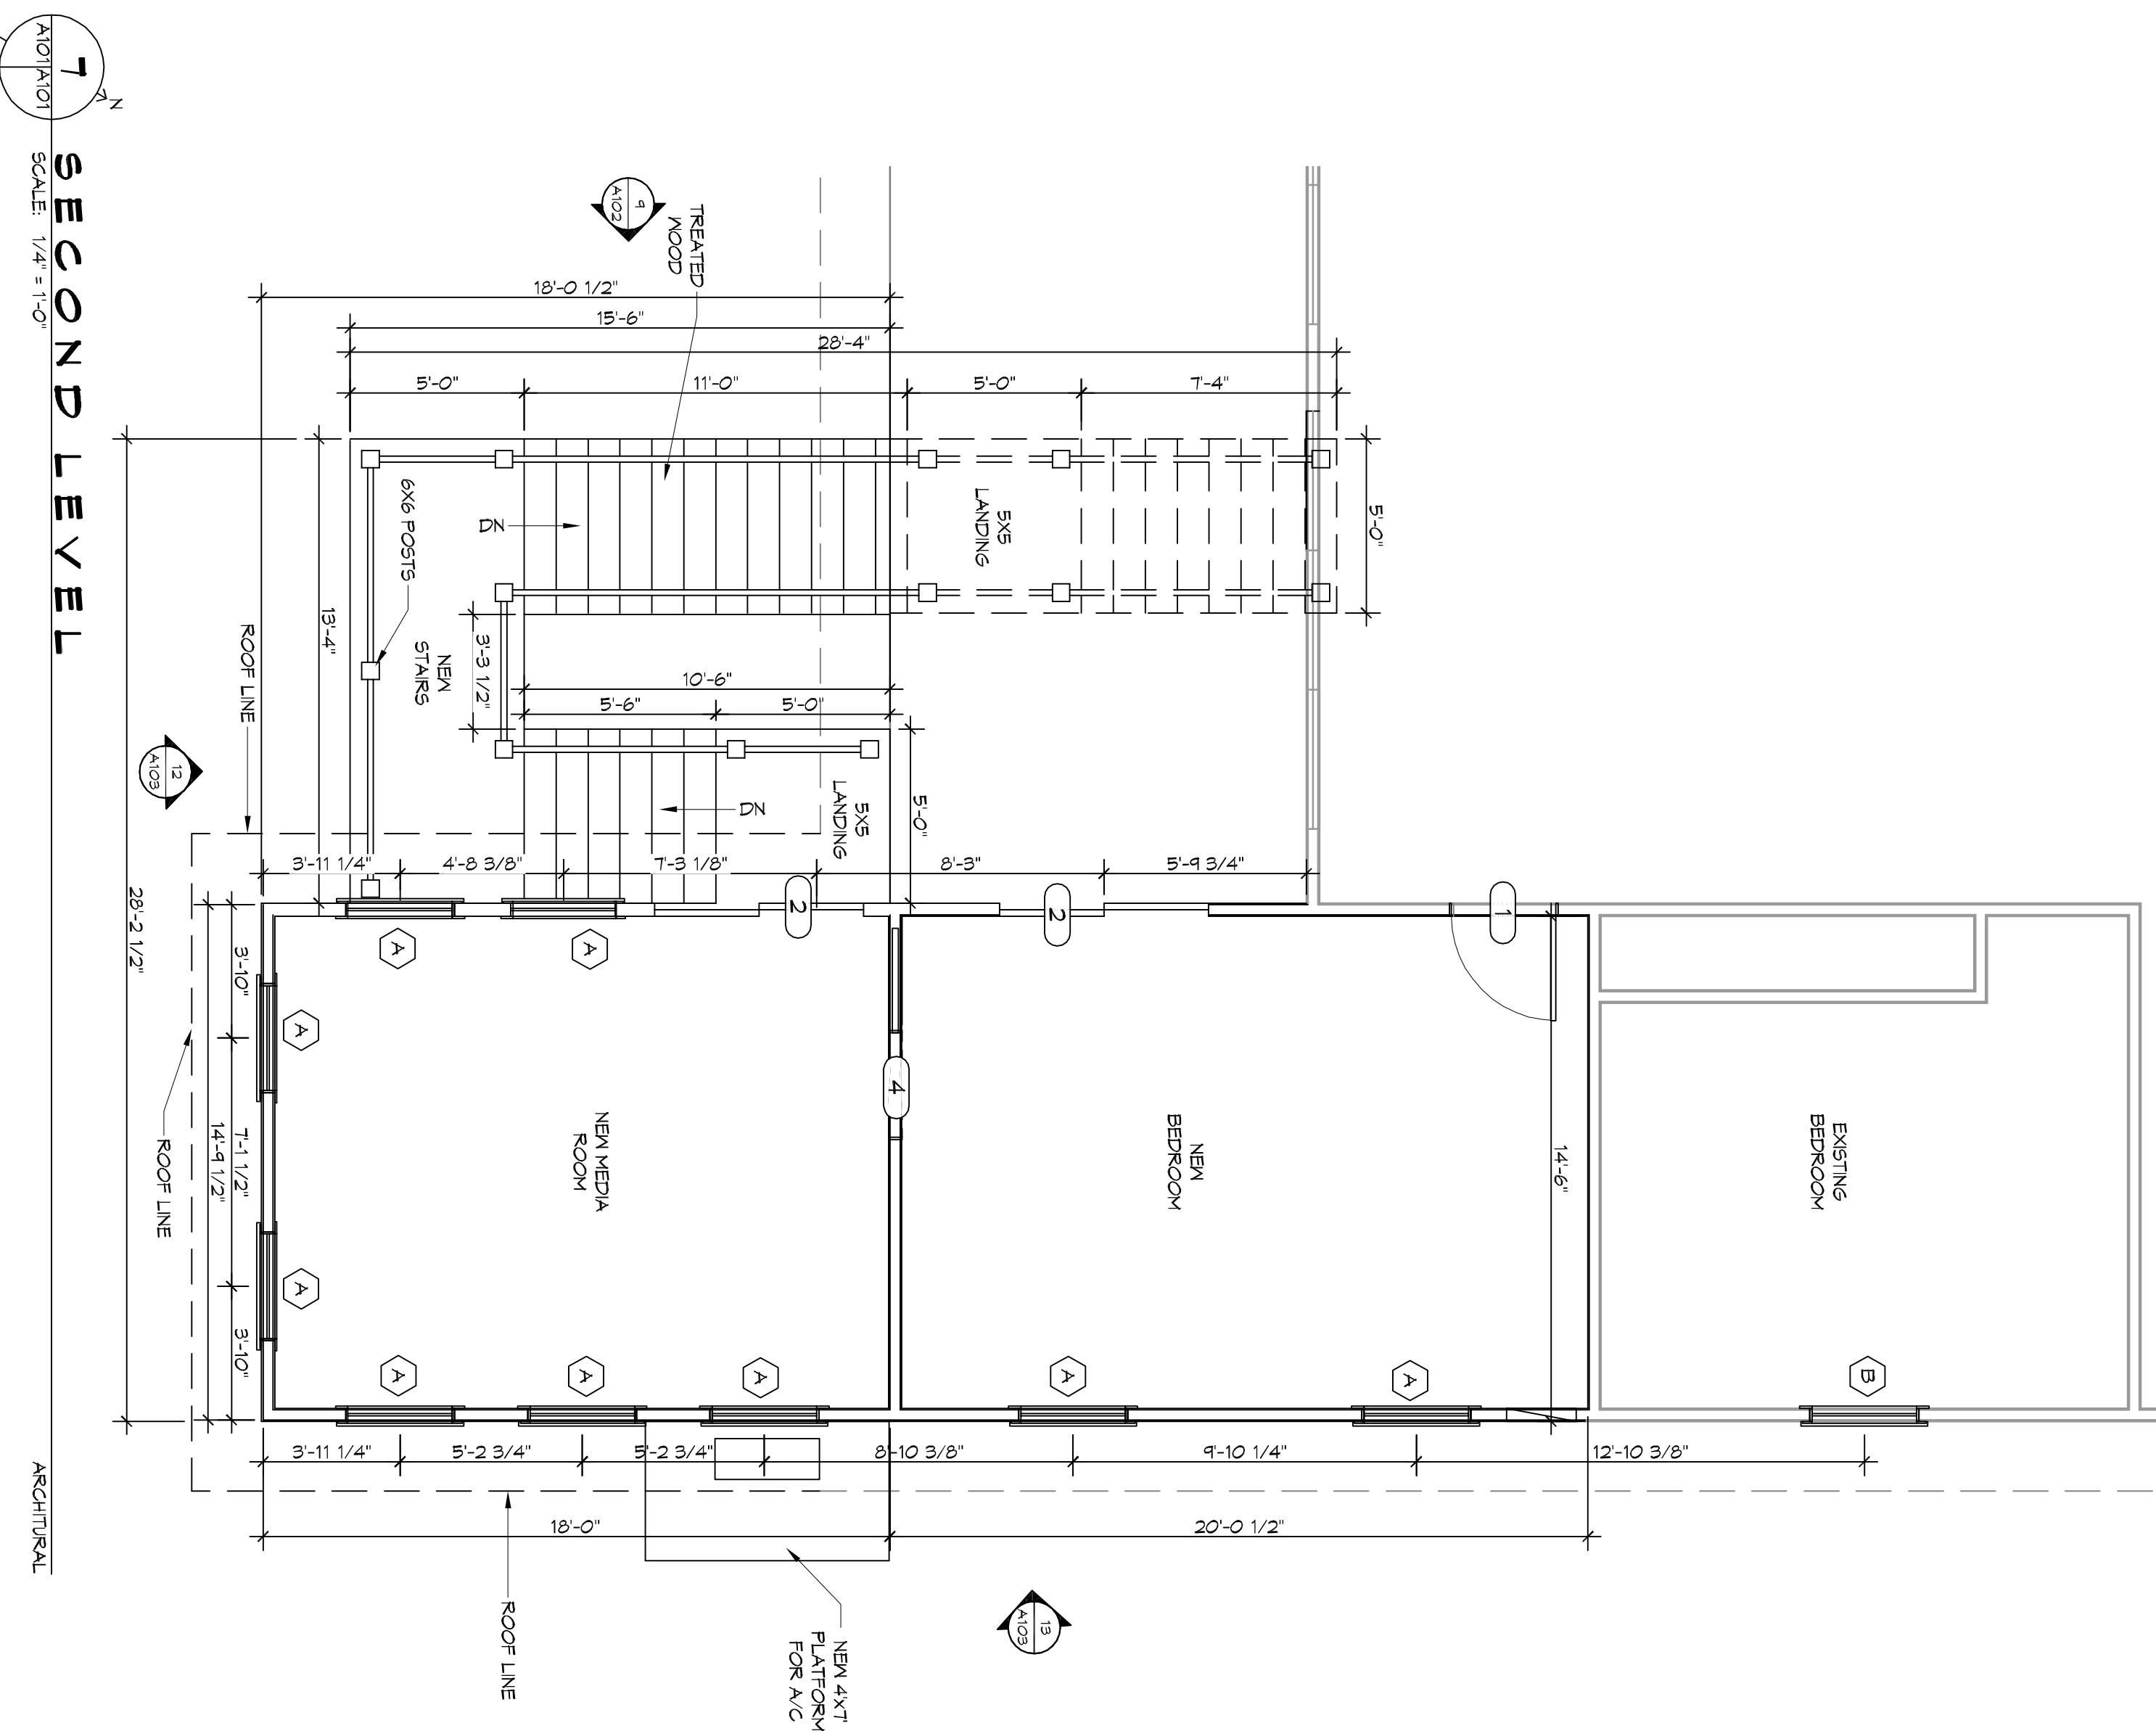 7
A101 A101
N
SECOND LEVEL
SCALE: 1/4" = 1'-0"
ARCHITURAL
9
A102
TREATED
WOOD
18'-0 1/2"
15'-6"
28'-4"
5'-0"
11'-0"
5'-0"
7'-4"
5'-0"
6X6 POSTS
DN
5X5
LANDING
13'-4"
NEW
STAIRS
3'-3 1/2"
10'-6"
5'-6"
5'-0"
ROOF LINE
12
A103
28'-2 1/2"
DN
5X5
LANDING
5'-0"
3'-11 1/4"
4'-8 3/8"
7'-3 1/8"
8'-3"
5'-9 3/4"
2
2
1
A
A
3'-10"
A
7'-1 1/2"
14'-9 1/2"
3'-10"
ROOF LINE
4
NEW MEDIA
ROOM
NEW
BEDROOM
14'-6"
EXISTING
BEDROOM
A
A
A
A
A
A
B
3'-11 1/4"
5'-2 3/4"
5'-2 3/4"
8'-10 3/8"
9'-10 1/4"
12'-10 3/8"
18'-0"
20'-0 1/2"
ROOF LINE
NEW 4'x7'
PLATFORM
FOR A/C
13
A103